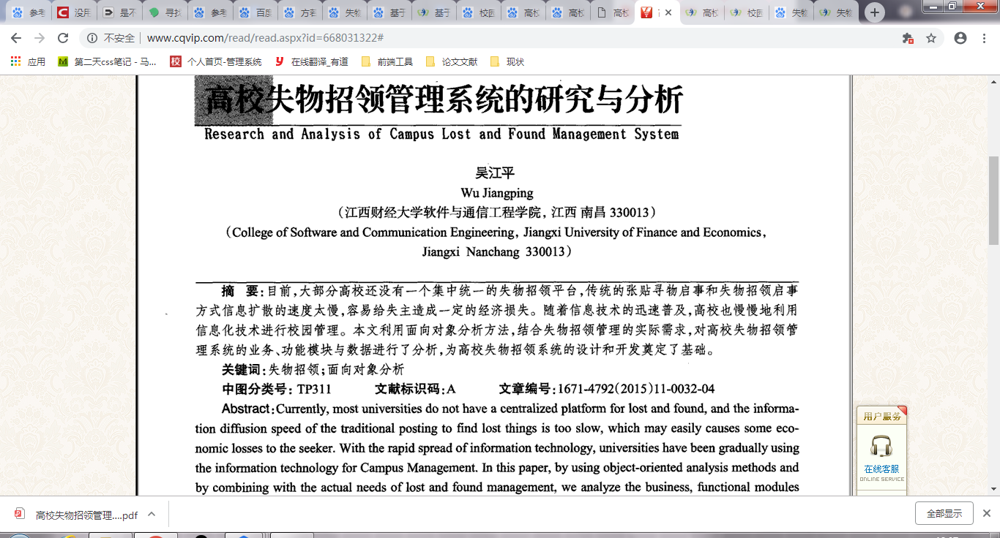 参考
没用
是不
寻找
参考
百度
方老
失物
基于
基于
校园
高校
高校
高校
高校
校园
失物
失物
不安全
www.cqvip.com/read/read.aspx?id=668031322#
应用
第二天css笔记 - 马...
个人首页-管理系统
在线翻译_有道
前端工具
论文文献
现状
高校失物招领管理系统的研究与分析
Research and Analysis of Campus Lost and Found Management System
吴江平
Wu Jiangping
(江西财经大学软件与通信工程学院, 江西 南昌 330013)
(College of Software and Communication Engineering, Jiangxi University of Finance and Economics,
Jiangxi Nanchang 330013)
摘 要:目前,大部分高校还没有一个集中统一的失物招领平台,传统的张贴寻物启事和失物招领启事
方式信息扩散的速度太慢,容易给失主造成一定的经济损失。随着信息技术的迅速普及,高校也慢慢地利用
信息化技术进行校园管理。本文利用面向对象分析方法,结合失物招领管理的实际需求,对高校失物招领管
理系统的业务、功能模块与数据进行了分析,为高校失物招领系统的设计和开发奠定了基础。
关键词:失物招领;面向对象分析
中图分类号: TP311 文献标识码:A 文章编号:1671-4792(2015)11-0032-04
Abstract:Currently, most universities do not have a centralized platform for lost and found, and the informa-
tion diffusion speed of the traditional posting to find lost things is too slow, which may easily causes some eco-
nomic losses to the seeker. With the rapid spread of information technology, universities have been gradually using
the information technology for Campus Management. In this paper, by using object-oriented analysis methods and
by combining with the actual needs of lost and found management, we analyze the business, functional modules
用户服务
在线客服
ONLINE SERVICE
高校失物招领管理....pdf
全部显示